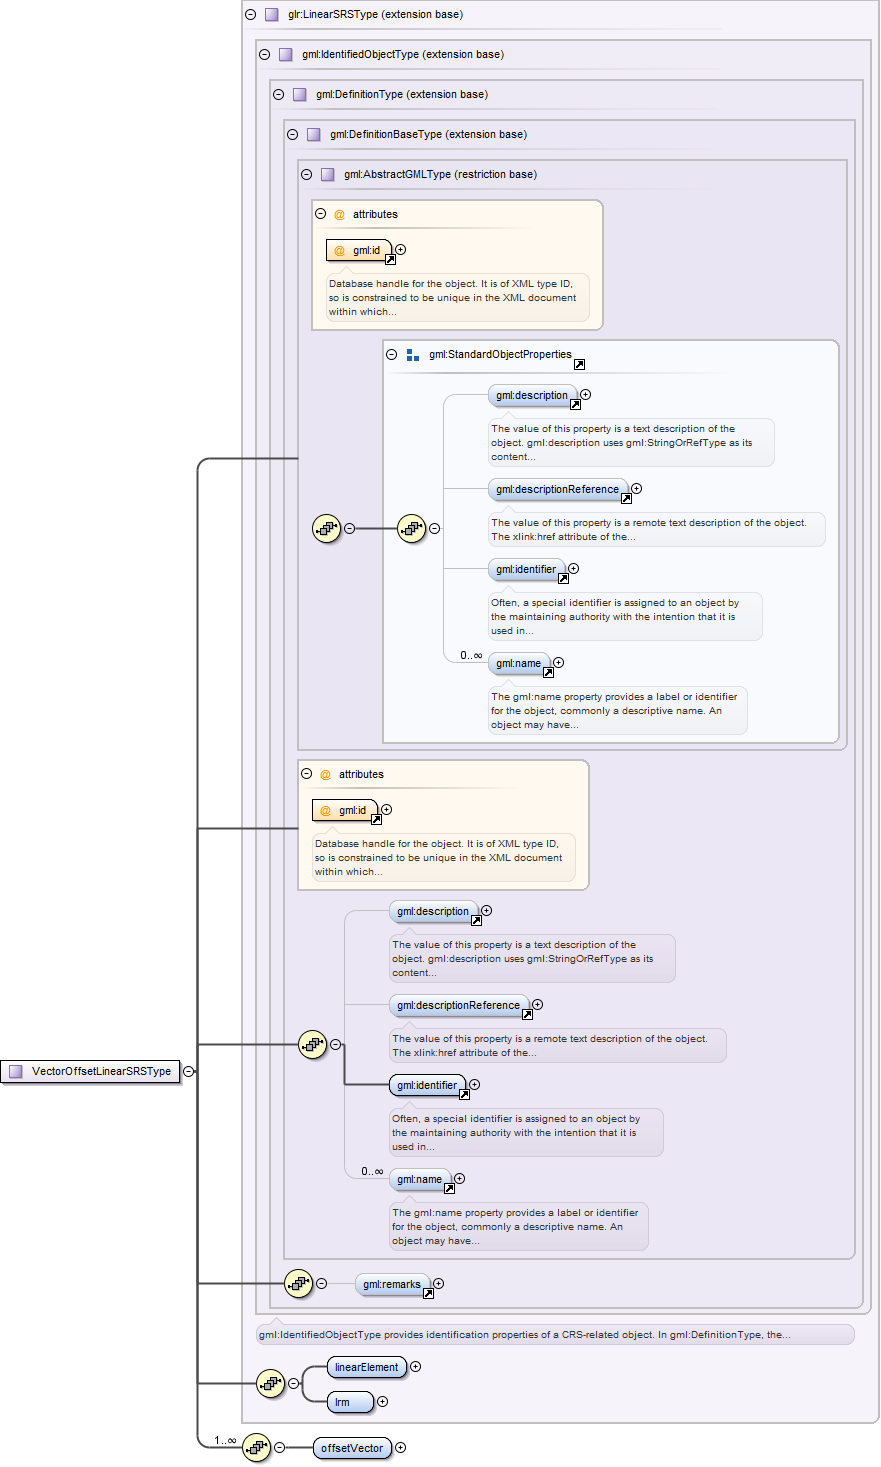 glr:LinearSRSType (extension base)
gml:IdentifiedObjectType (extension base)
gml:DefinitionType (extension base)
gml:DefinitionBaseType (extension base)
gml:AbstractGMLType (restriction base)
@ attributes
@ gml:id
Database handle for the object. It is of XML type ID,
so is constrained to be unique in the XML document
within which...
gml:StandardObjectProperties
gml:description
The value of this property is a text description of the
object. gml:description uses gml:StringOrRefType as its
content...
gml:descriptionReference
The value of this property is a remote text description of the object.
The xlink:href attribute of the...
gml:identifier
Often, a special identifier is assigned to an object by
the maintaining authority with the intention that it is
used in...
0..∞
gml:name
The gml:name property provides a label or identifier
for the object, commonly a descriptive name. An
object may have...
@ attributes
@ gml:id
Database handle for the object. It is of XML type ID,
so is constrained to be unique in the XML document
within which...
gml:description
The value of this property is a text description of the
object. gml:description uses gml:StringOrRefType as its
content...
gml:descriptionReference
The value of this property is a remote text description of the object.
The xlink:href attribute of the...
VectorOffsetLinearSRSType
gml:identifier
Often, a special identifier is assigned to an object by
the maintaining authority with the intention that it is
used in...
0..∞
gml:name
The gml:name property provides a label or identifier
for the object, commonly a descriptive name. An
object may have...
gml:remarks
gml:IdentifiedObjectType provides identification properties of a CRS-related object. In gml:DefinitionType, the...
linearElement
lrm
1..∞
offsetVector